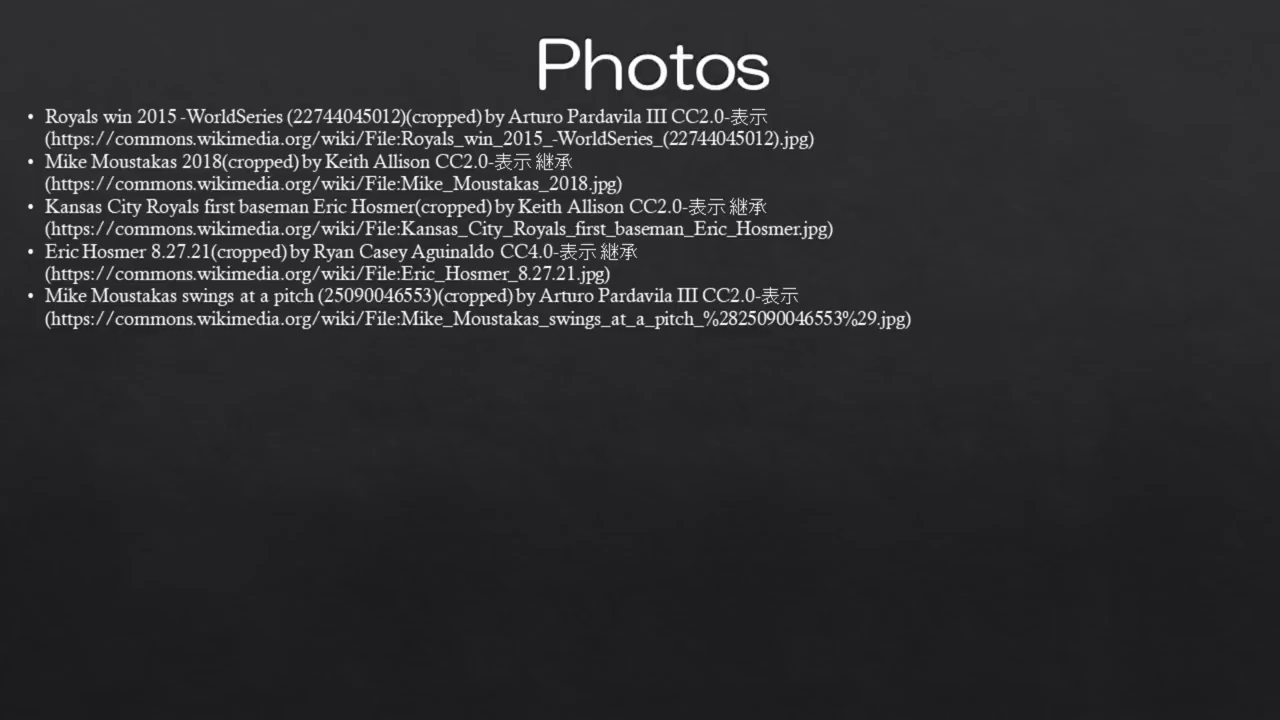 Photos
• Royals win 2015 -WorldSeries (22744045012)(cropped) by Arturo Pardavila III CC2.0-表示
(https://commons.wikimedia.org/wiki/File:Royals_win_2015_-WorldSeries_(22744045012).jpg)
• Mike Moustakas 2018(cropped) by Keith Allison CC2.0-表示 継承
(https://commons.wikimedia.org/wiki/File:Mike_Moustakas_2018.jpg)
• Kansas City Royals first baseman Eric Hosmer(cropped) by Keith Allison CC2.0-表示 継承
(https://commons.wikimedia.org/wiki/File:Kansas_City_Royals_first_baseman_Eric_Hosmer.jpg)
• Eric Hosmer 8.27.21(cropped) by Ryan Casey Aguinaldo CC4.0-表示 継承
(https://commons.wikimedia.org/wiki/File:Eric_Hosmer_8.27.21.jpg)
• Mike Moustakas swings at a pitch (25090046553)(cropped) by Arturo Pardavila III CC2.0-表示
(https://commons.wikimedia.org/wiki/File:Mike_Moustakas_swings_at_a_pitch_%2825090046553%29.jpg)